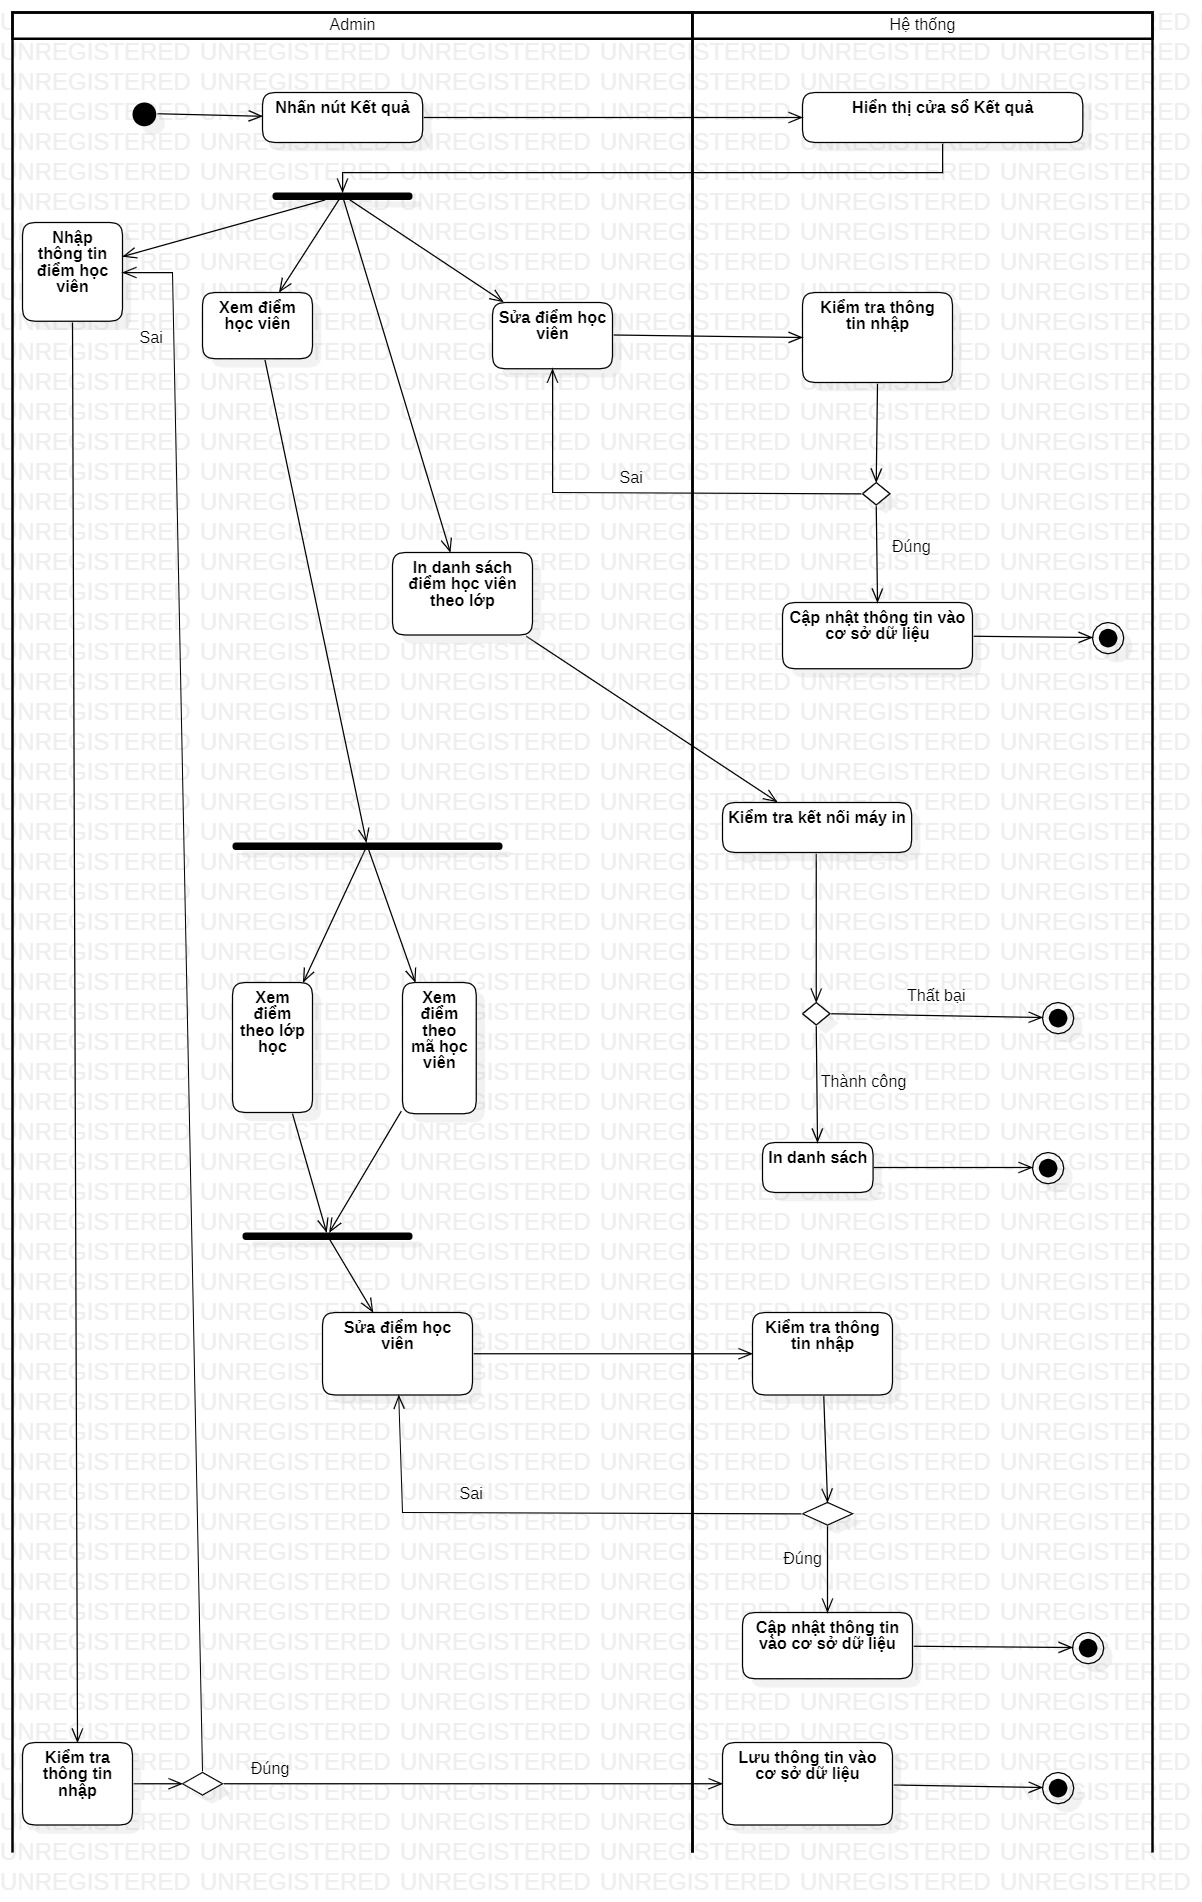 Admin
Hệ thống
Nhấn nút Kết quả
Hiển thị cửa sổ Kết quả
Nhập
thông tin
điểm học
viên
Xem điểm
học viên
Sửa điểm học
viên
Kiểm tra thông
tin nhập
Sai
Sai
Đúng
In danh sách
điểm học viên
theo lớp
Cập nhật thông tin vào
cơ sở dữ liệu
Kiểm tra kết nối máy in
Xem
điểm
theo lớp
học
Xem
điểm
theo
mã học
viên
Thất bại
Thành công
In danh sách
Sửa điểm học
viên
Kiểm tra thông
tin nhập
Sai
Đúng
Cập nhật thông tin
vào cơ sở dữ liệu
Kiểm tra
thông tin
nhập
Đúng
Lưu thông tin vào
cơ sở dữ liệu
UNREGISTERED